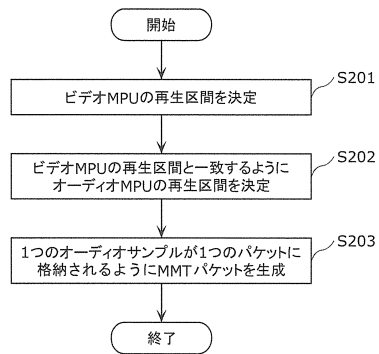 開始
S201
ビデオMPUの再生区間を決定
S202
ビデオMPUの再生区間と一致するように
オーディオMPUの再生区間を決定
S203
1つのオーディオサンプルが1つのパケットに
格納されるようにMMTパケットを生成
終了